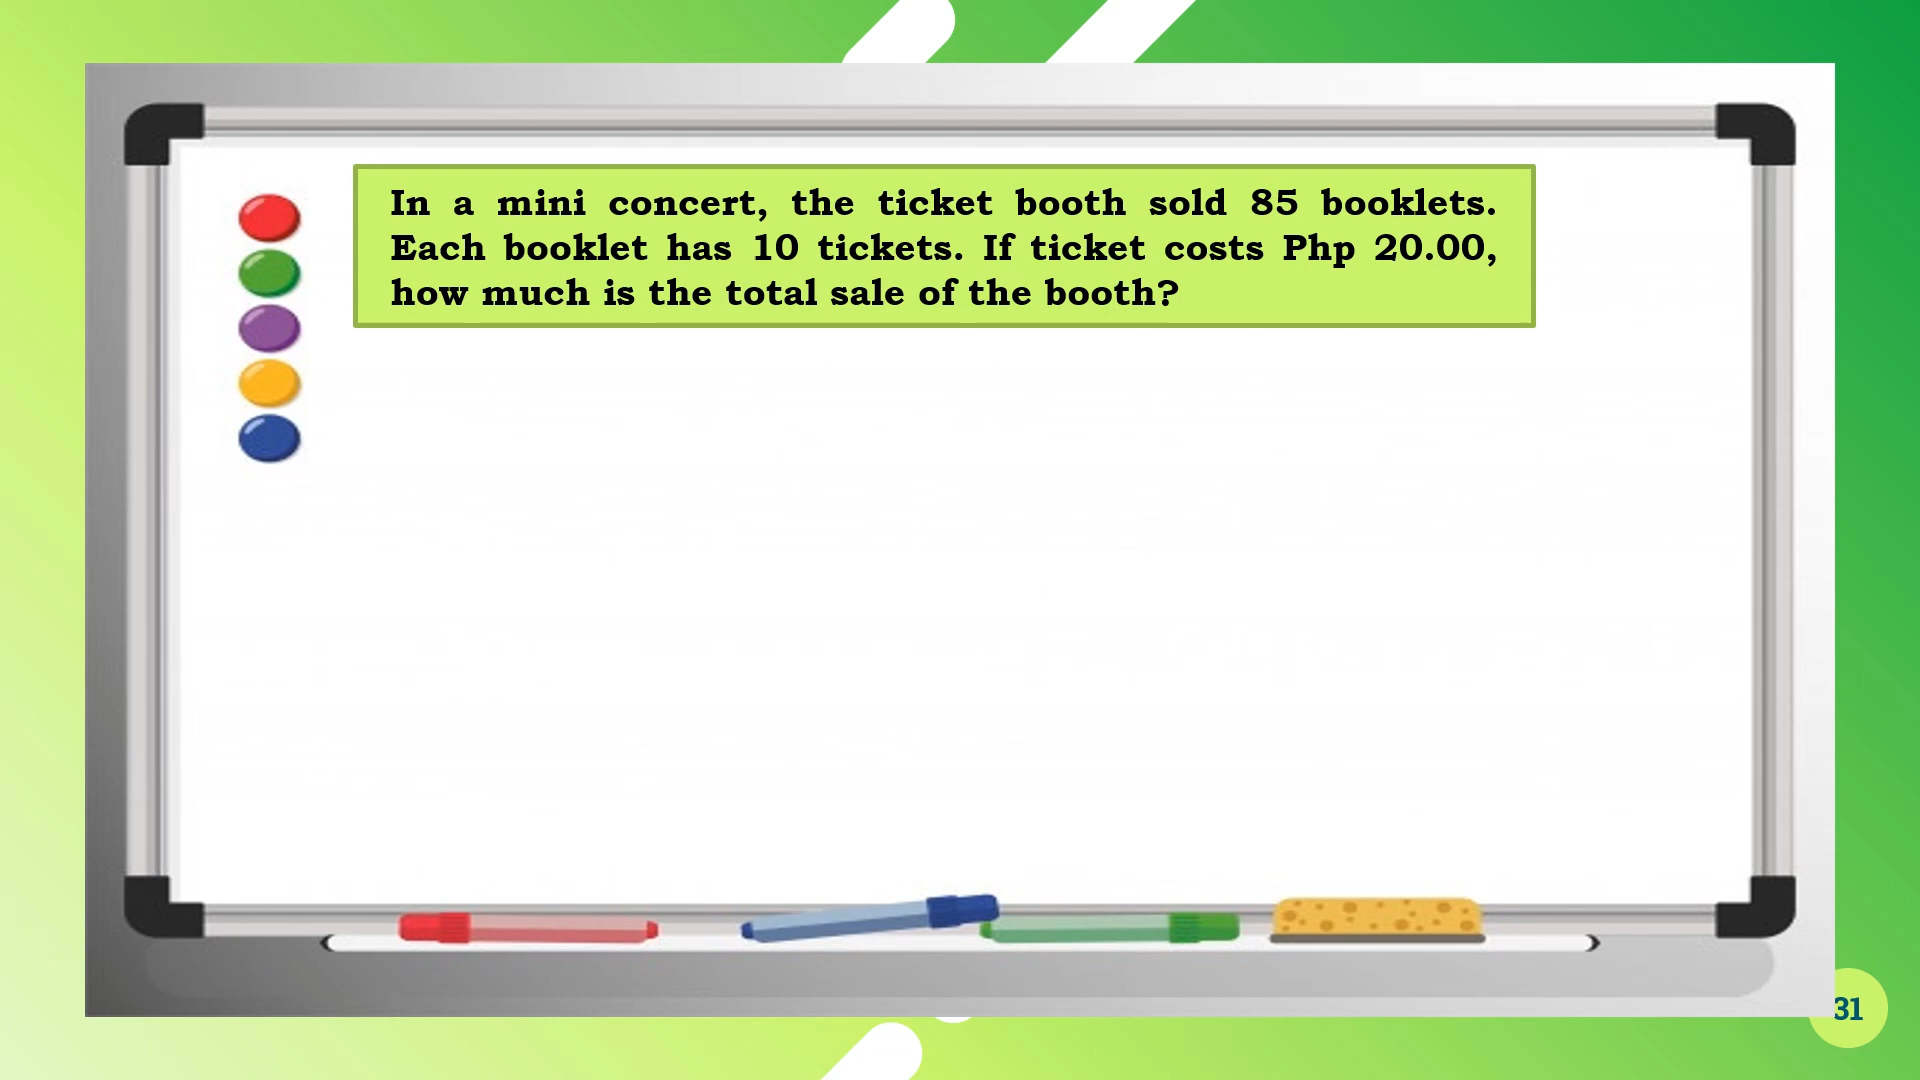 In a mini concert, the ticket booth sold 85 booklets.
Each booklet has 10 tickets. If ticket costs Php 20.00,
how much is the total sale of the booth?
31